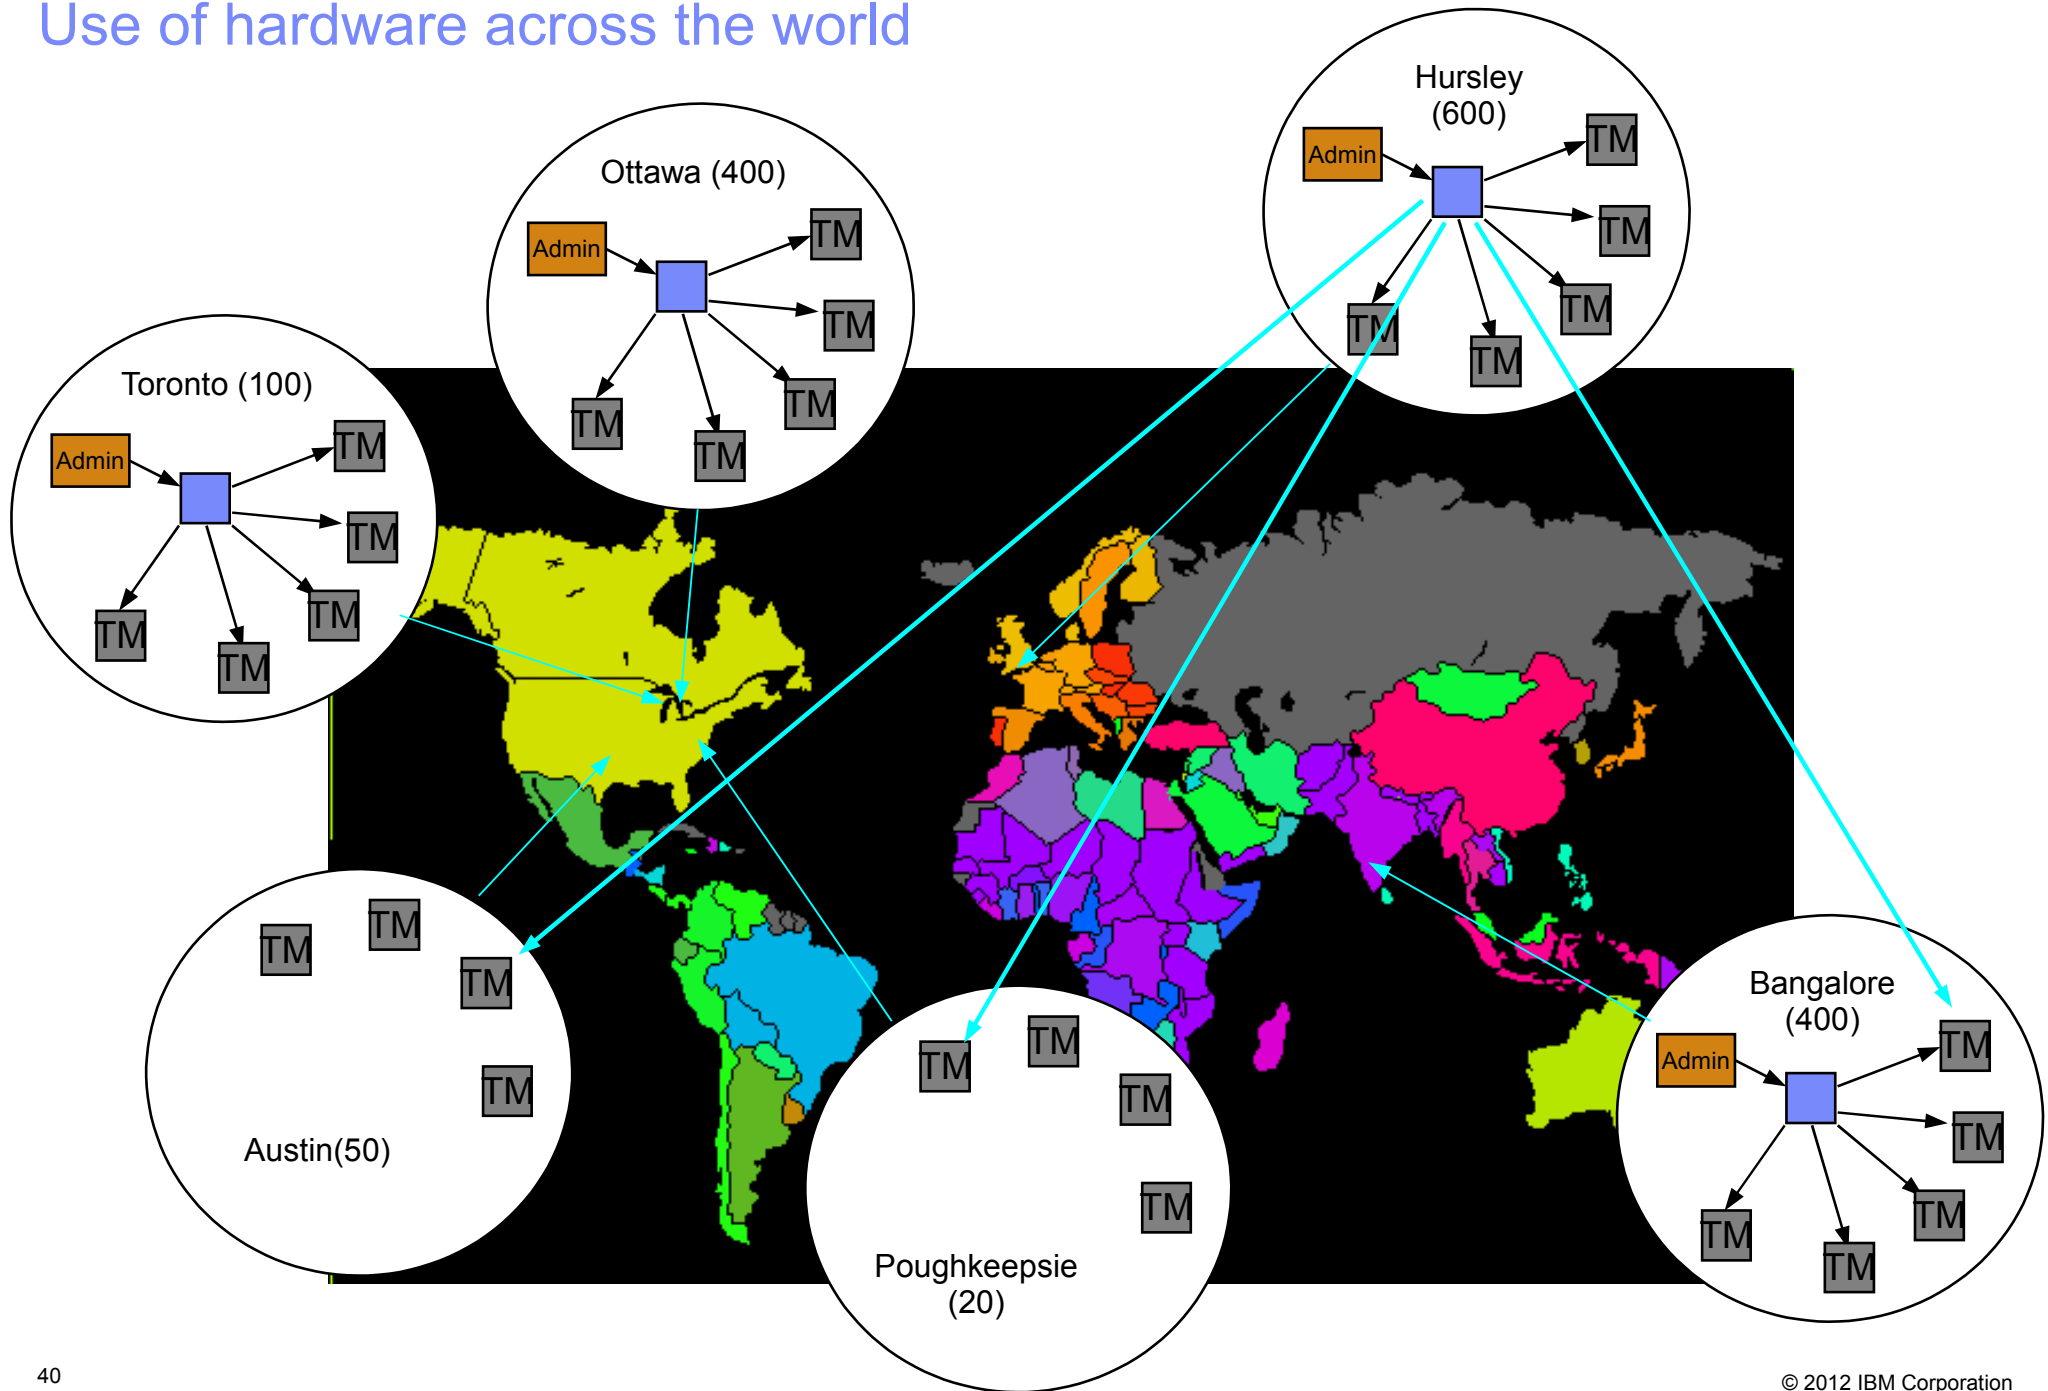 Use of hardware across the world
Hursley
(600)
Admin
TM
TM
TM
TM
TM
Ottawa (400)
Admin
TM
TM
TM
TM
TM
Toronto (100)
Admin
TM
TM
TM
TM
TM
Austin(50)
TM
TM
TM
TM
Poughkeepsie
(20)
TM
TM
TM
TM
Bangalore
(400)
Admin
TM
TM
TM
TM
TM
40
© 2012 IBM Corporation